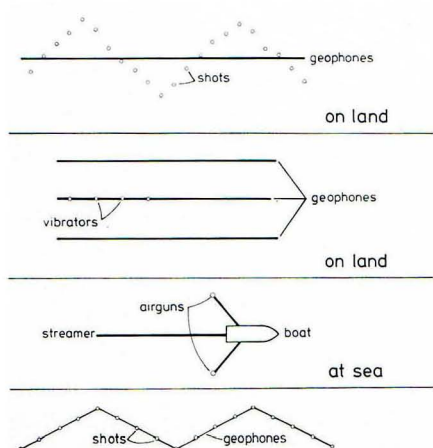 geophones
shots
on land
geophones
vibrators
on land
airguns
streamer
boat
at sea
shots
geophones